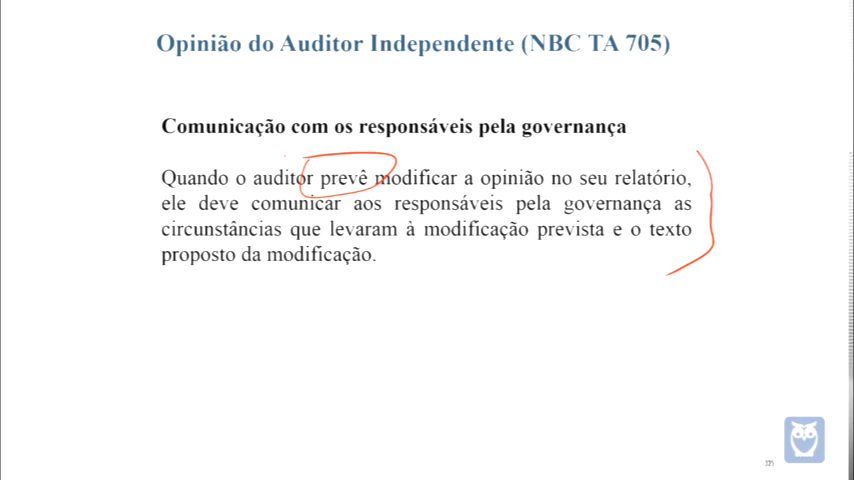 Opinião do Auditor Independente (NBC TA 705)
Comunicação com os responsáveis pela governança
Quando o auditor prevê modificar a opinião no seu relatório,
ele deve comunicar aos responsáveis pela governança as
circunstâncias que levaram à modificação prevista e o texto
proposto da modificação.